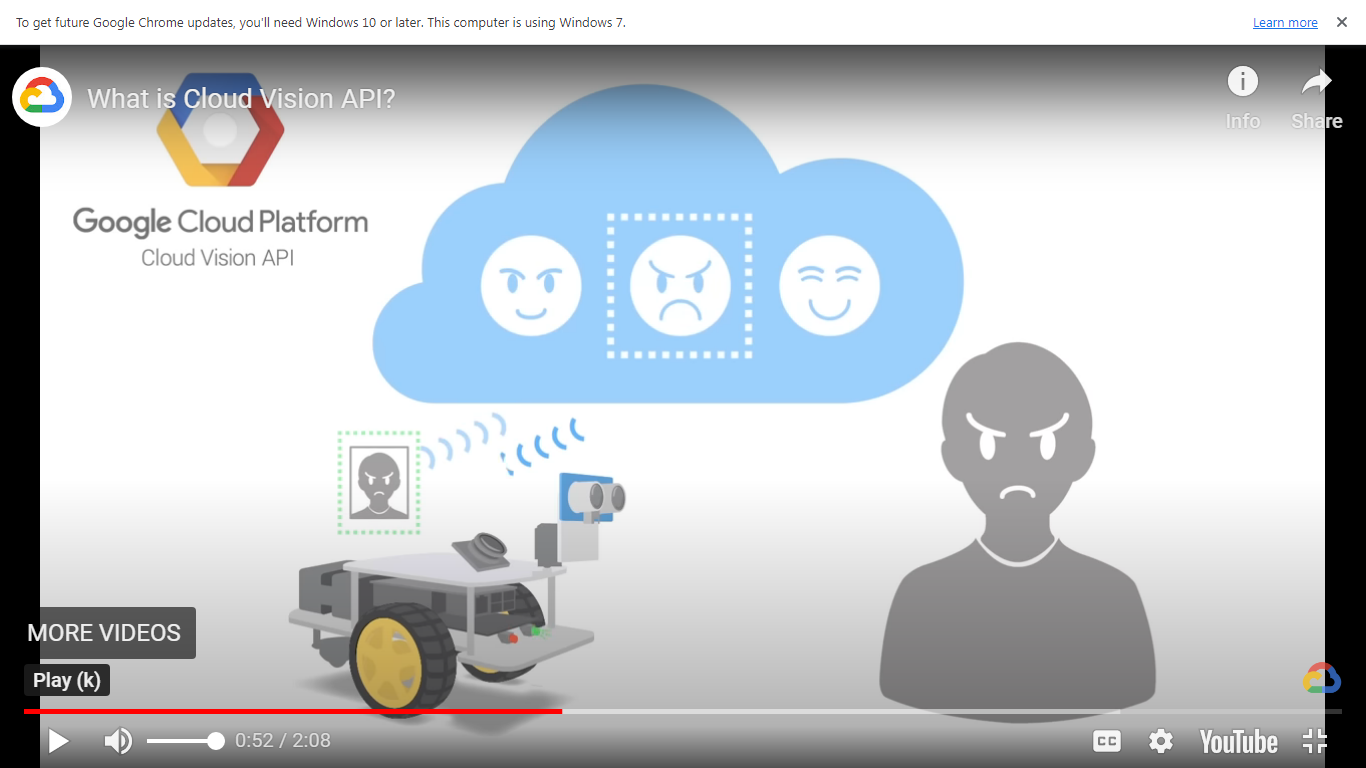 To get future Google Chrome updates, you'll need Windows 10 or later. This computer is using Windows 7.
Learn more
What is Cloud Vision API?
Info
Share
Google Cloud Platform
Cloud Vision API
MORE VIDEOS
Play (k)
0:52 / 2:08
CC
YouTube